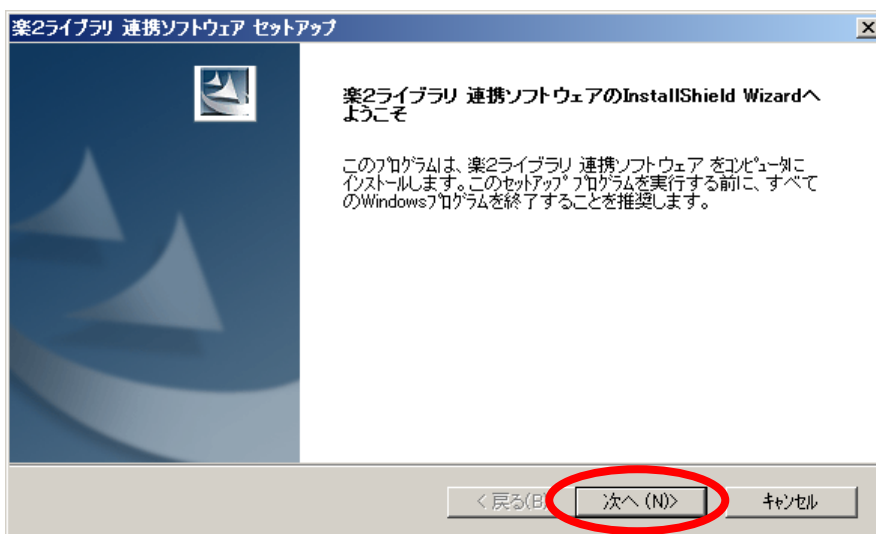 楽2ライブラリ 連携ソフトウェア セットアップ
楽2ライブラリ 連携ソフトウェアのInstallShield Wizardへ
ようこそ
このプログラムは、楽2ライブラリ 連携ソフトウェア をコンピュータに
インストールします。このセットアップ プログラムを実行する前に、すべて
のWindowsプログラムを終了することを推奨します。
< 戻る(B) 次へ (N)> キャンセル